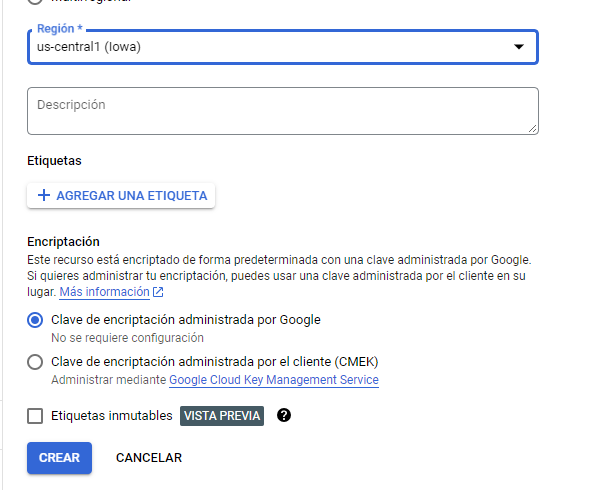 Región *
us-central1 (Iowa)
Descripción
Etiquetas
AGREGAR UNA ETIQUETA
Encriptación
Este recurso está encriptado de forma predeterminada con una clave administrada por Google.
Si quieres administrar tu encriptación, puedes usar una clave administrada por el cliente en su
lugar. Más información
Clave de encriptación administrada por Google
No se requiere configuración
Clave de encriptación administrada por el cliente (CMEK)
Administrar mediante Google Cloud Key Management Service
Etiquetas inmutables VISTA PREVIA ?
CREAR CANCELAR